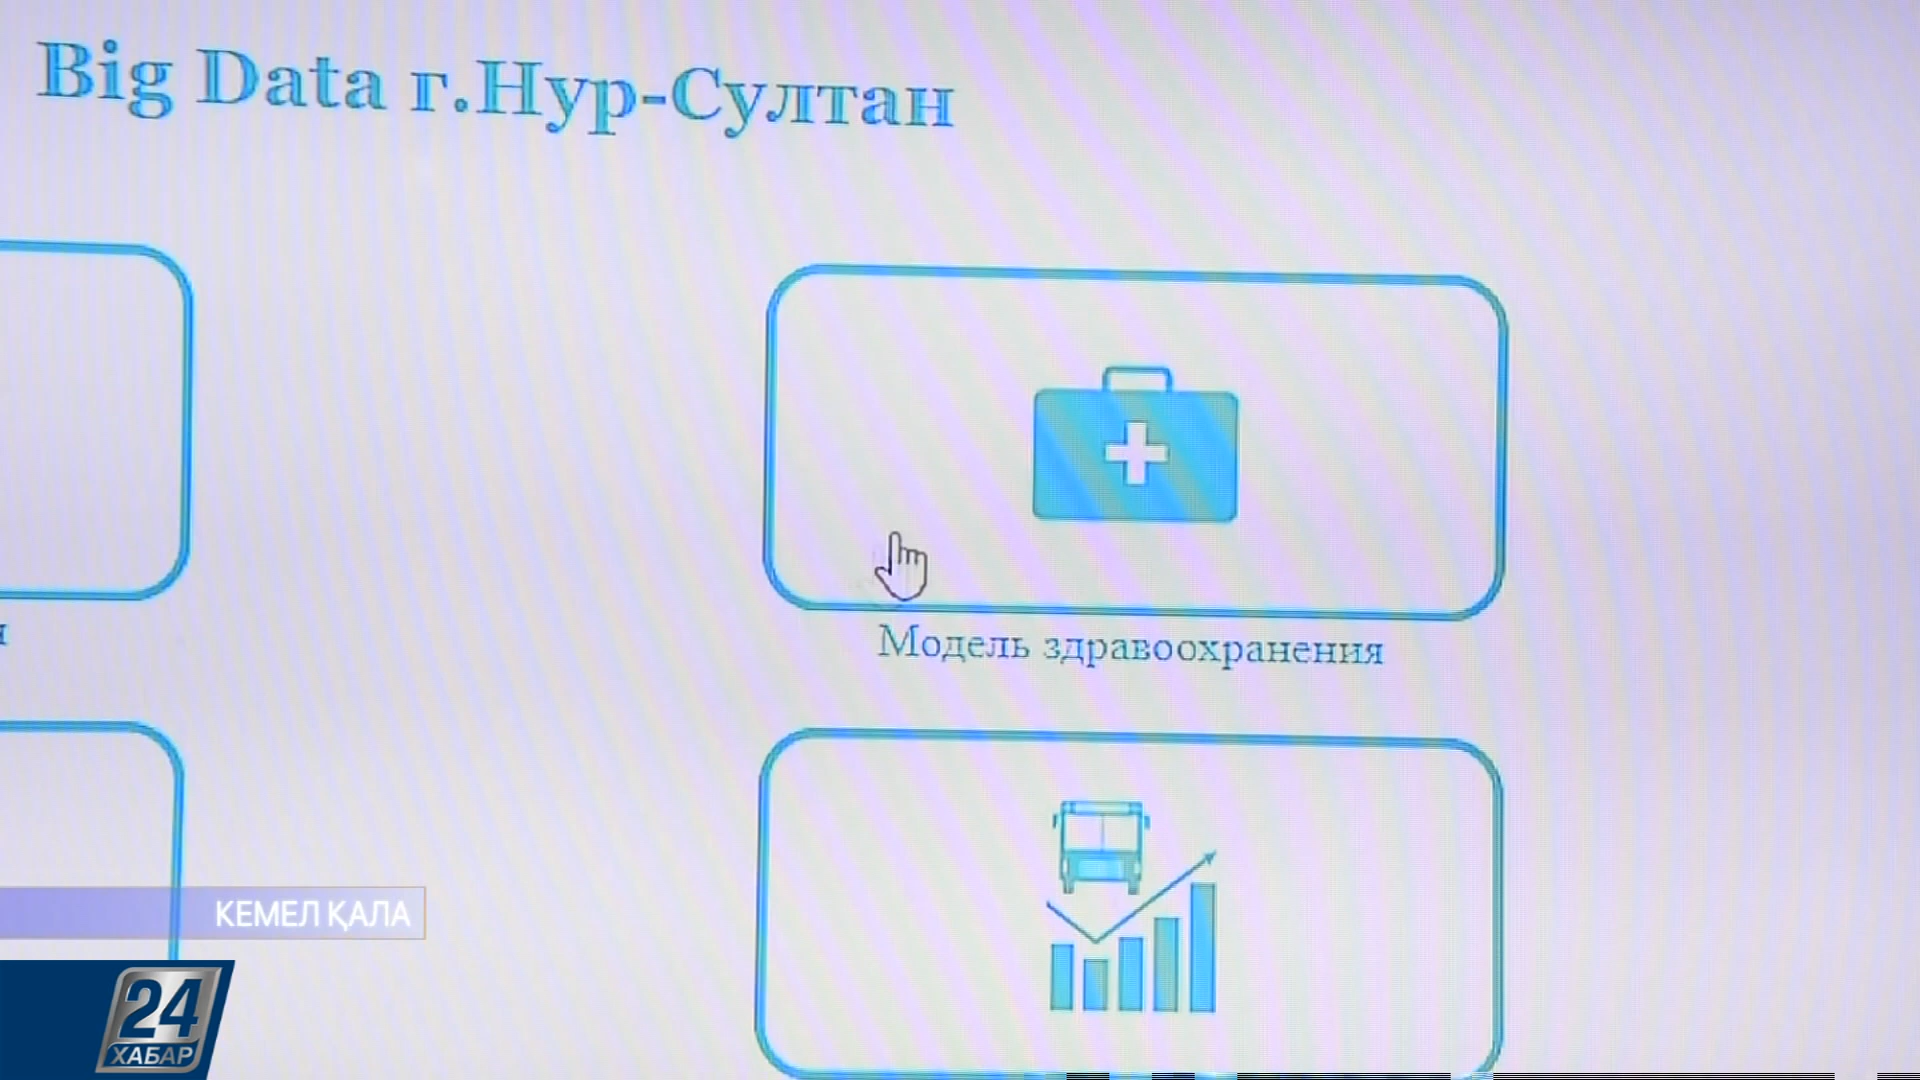 Big Data г.Нур-Султан
Модель здравоохранения
КЕМЕЛ ҚАЛА
24
ХАБАР